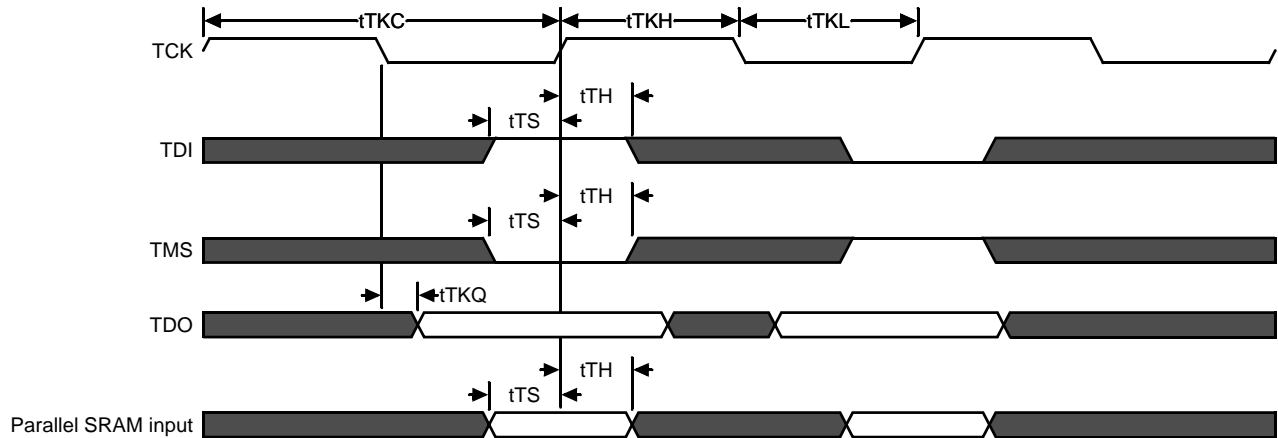 tTKC tTKH tTKL
TCK
tTH
tTS
TDI
tTH
tTS
TMS
tTKQ
TDO
tTH
tTS
Parallel SRAM input